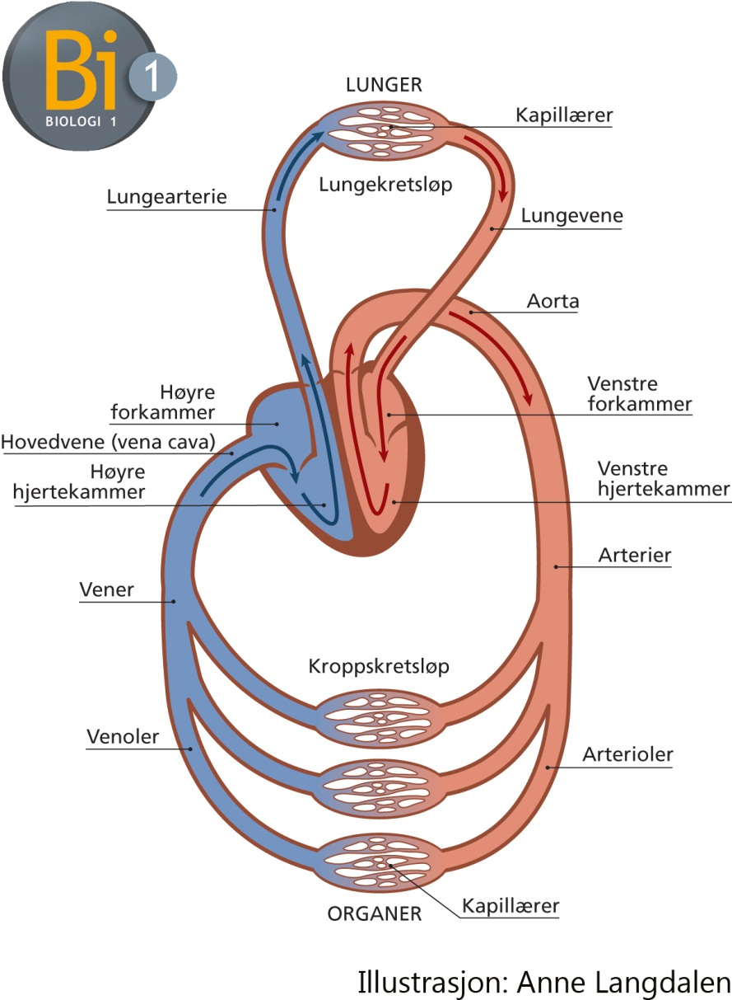 Bi
1
BIOLOGI 1
LUNGER
Kapillærer
Lungekretsløp
Lungearterie
Lungevene
Aorta
Høyre
forkammer
Venstre
forkammer
Hovedvene (vena cava)
Høyre
hjertekammer
Venstre
hjertekammer
Arterier
Vener
Kroppskretsløp
Venoler
Arterioler
Kapillærer
ORGANER
Illustrasjon: Anne Langdalen